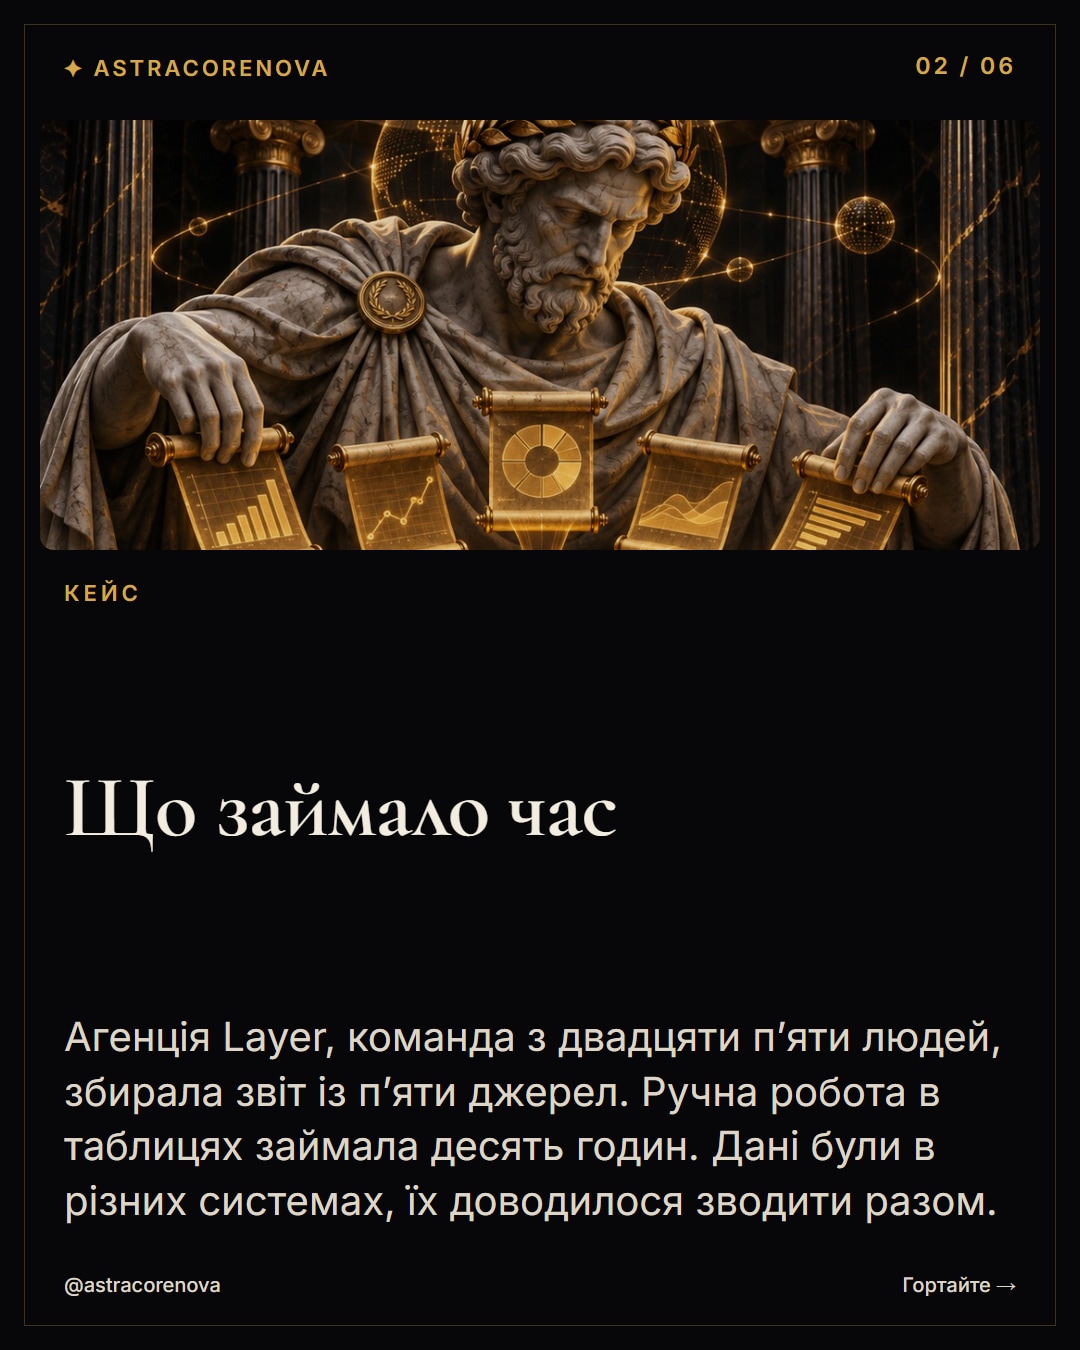 ✦ ASTRACORENOVA
02 / 06
КЕЙС
Що займало час
Агенція Layer, команда з двадцяти п’яти людей,
збирала звіт із п’яти джерел. Ручна робота в
таблицях займала десять годин. Дані були в
різних системах, їх доводилося зводити разом.
@astracorenova
Гортайте →